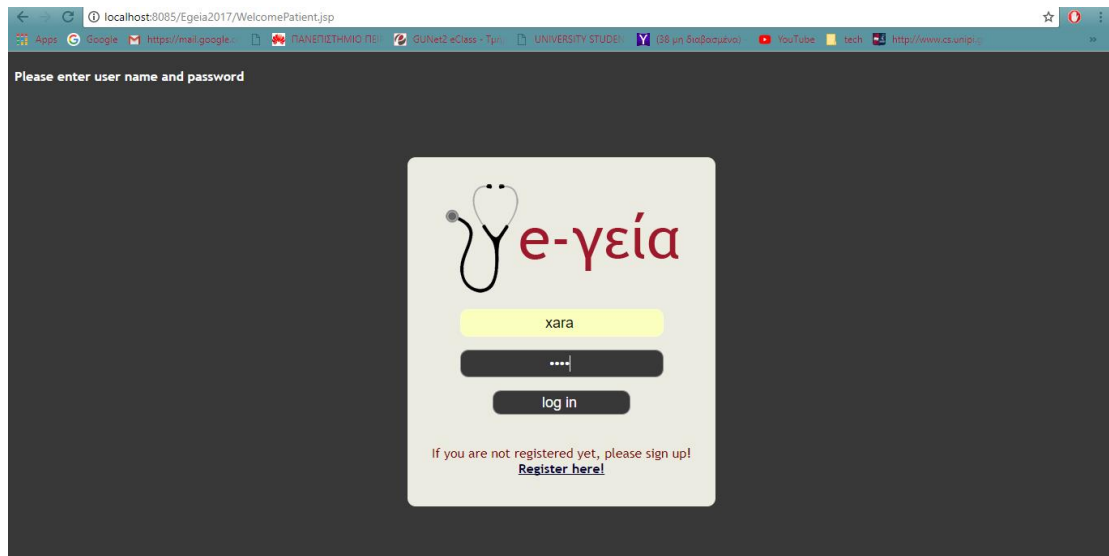 localhost:8085/Egeia2017/WelcomePatient.jsp
Apps Google https://mail.google.c ΠΑΝΕΠΙΣΤΗΜΙΟ ΠΕΙ GUNet2 eClass - Τμή UNIVERSITY STUDEN (38 μη διαβασμένα) YouTube tech http://www.cs.unipi.g »
Please enter user name and password
e-γεία
xara
••••
log in
If you are not registered yet, please sign up!
Register here!